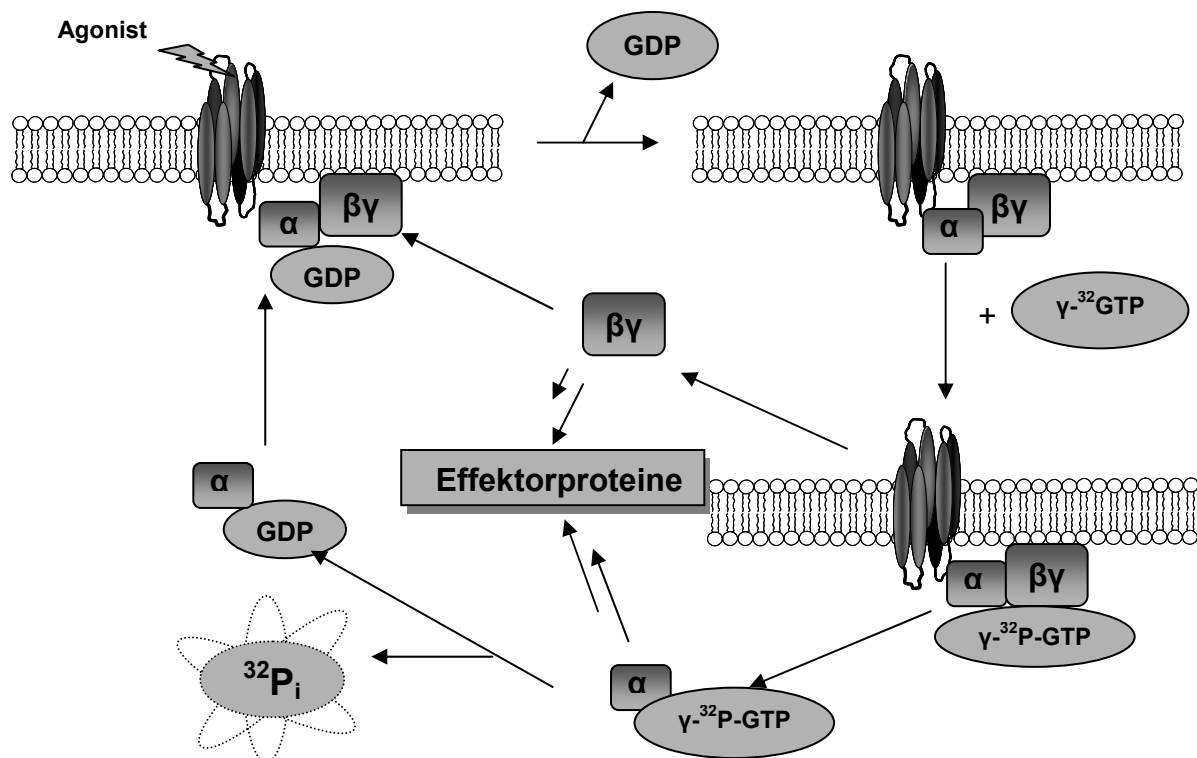 Agonist
GDP
α
βγ
GDP
α
βγ
+
γ-³²GTP
βγ
Effektorproteine
α
GDP
α
βγ
γ-³²P-GTP
³²Pᵢ
α
γ-³²P-GTP